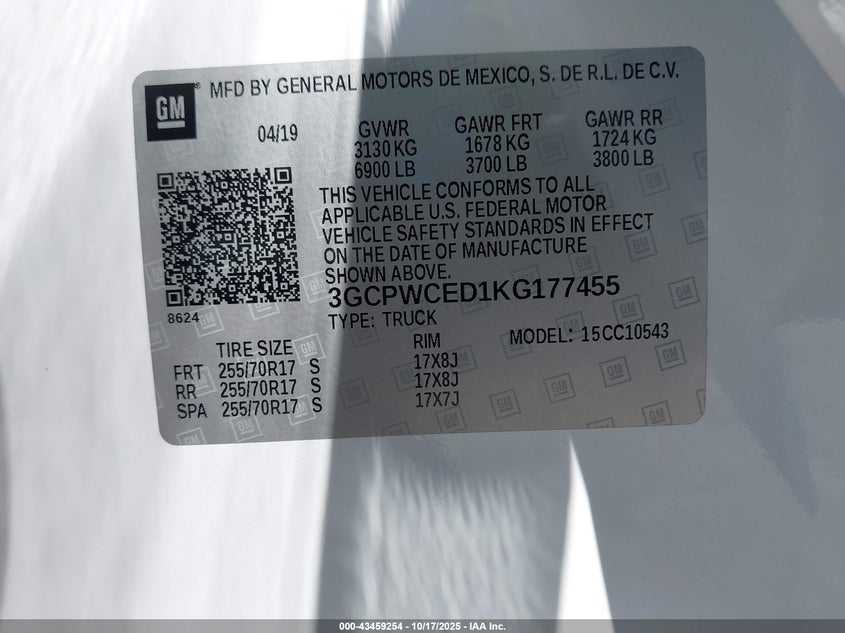 GM
MFD BY GENERAL MOTORS DE MEXICO, S. DE R.L. DE C.V.
04/19 GVWR GAWR FRT GAWR RR
3130 KG 1678 KG 1724 KG
6900 LB 3700 LB 3800 LB
THIS VEHICLE CONFORMS TO ALL
APPLICABLE U.S. FEDERAL MOTOR
VEHICLE SAFETY STANDARDS IN EFFECT
ON THE DATE OF MANUFACTURE
SHOWN ABOVE.
8624
3GCPWCED1KG177455
TYPE: TRUCK
MODEL: 15CC10543
TIRE SIZE RIM
FRT 255/70R17 S 17X8J
RR 255/70R17 S 17X8J
SPA 255/70R17 S 17X7J
000-43459254 - 10/17/2025 - IAA Inc.